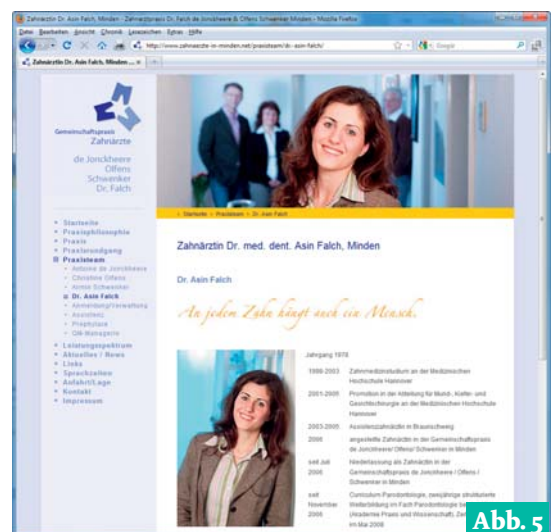 Zahnärztin Dr. Asin Falch, Minden - Zahnarztpraxis Dr. Falch de Jonckheere & Olfens Schwenker Minden - Mozilla Firefox
Datei Bearbeiten Ansicht Chronik Lesezeichen Extras Hilfe
http://www.zahnaerzte-in-minden.net/praxisteam/dr.-asin-falch/
Google
Zahnärztin Dr. Asin Falch, Minden ...
Gemeinschaftspraxis
Zahnärzte
de Jonckheere
Olfens
Schwenker
Dr. Falch
Startseite
Praxisphilosophie
Praxis
Praxisrundgang
Praxisteam
Antoine de Jonckheere
Christine Olfens
Armin Schwenker
Dr. Asin Falch
Anmeldung/Verwaltung
Assistenz
Prophylaxe
QM-Managerin
Leistungsspektrum
Aktuelles / News
Links
Sprechzeiten
Anfahrt/Lage
Kontakt
Impressum
› Startseite › Praxisteam › Dr. Asin Falch
Zahnärztin Dr. med. dent. Asin Falch, Minden
Dr. Asin Falch
An jedem Zahn hängt auch ein Mensch.
Jahrgang 1978
1998-2003 Zahnmedizinstudium an der Medizinischen
Hochschule Hannover
2001-2005 Promotion in der Abteilung für Mund-, Kiefer- und
Gesichtschirurgie an der Medizinischen Hochschule
Hannover
2003-2005 Assistenzzahnärztin in Braunschweig
2006 angestellte Zahnärztin in der Gemeinschaftspraxis
de Jonckheere/ Olfens/ Schwenker in Minden
seit Juli Niederlassung als Zahnärztin in der
2006 Gemeinschaftspraxis de Jonckheere / Olfens /
Schwenker in Minden
seit Curriculum Parodontologie, zweijährige strukturierte
November Weiterbildung im Fach Parodontologie
2006 (Akademie Praxis und Wissenschaft),
im Mai 2008
Abb. 5